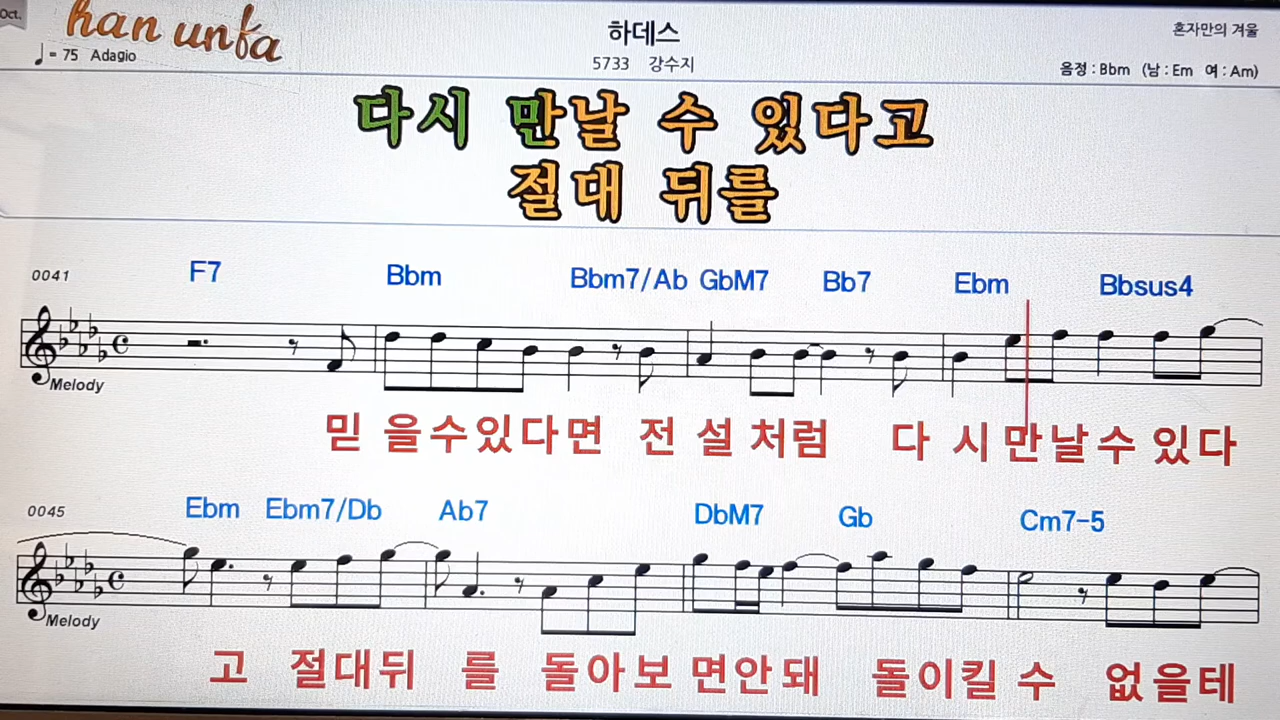 Oct.
han unfa
♩ = 75 Adagio
하데스
5733 강수지
혼자만의 겨울
음정 : Bbm (남 : Em 여 : Am)
다시 만날 수 있다고
절대 뒤를
0041 F7 Bbm Bbm7/Ab GbM7 Bb7 Ebm Bbsus4
Melody
믿 을수있다면 전 설 처럼 다 시 만날수 있다
0045 Ebm Ebm7/Db Ab7 DbM7 Gb Cm7-5
Melody
고 절대뒤 를 돌아보 면안돼 돌이킬 수 없을테